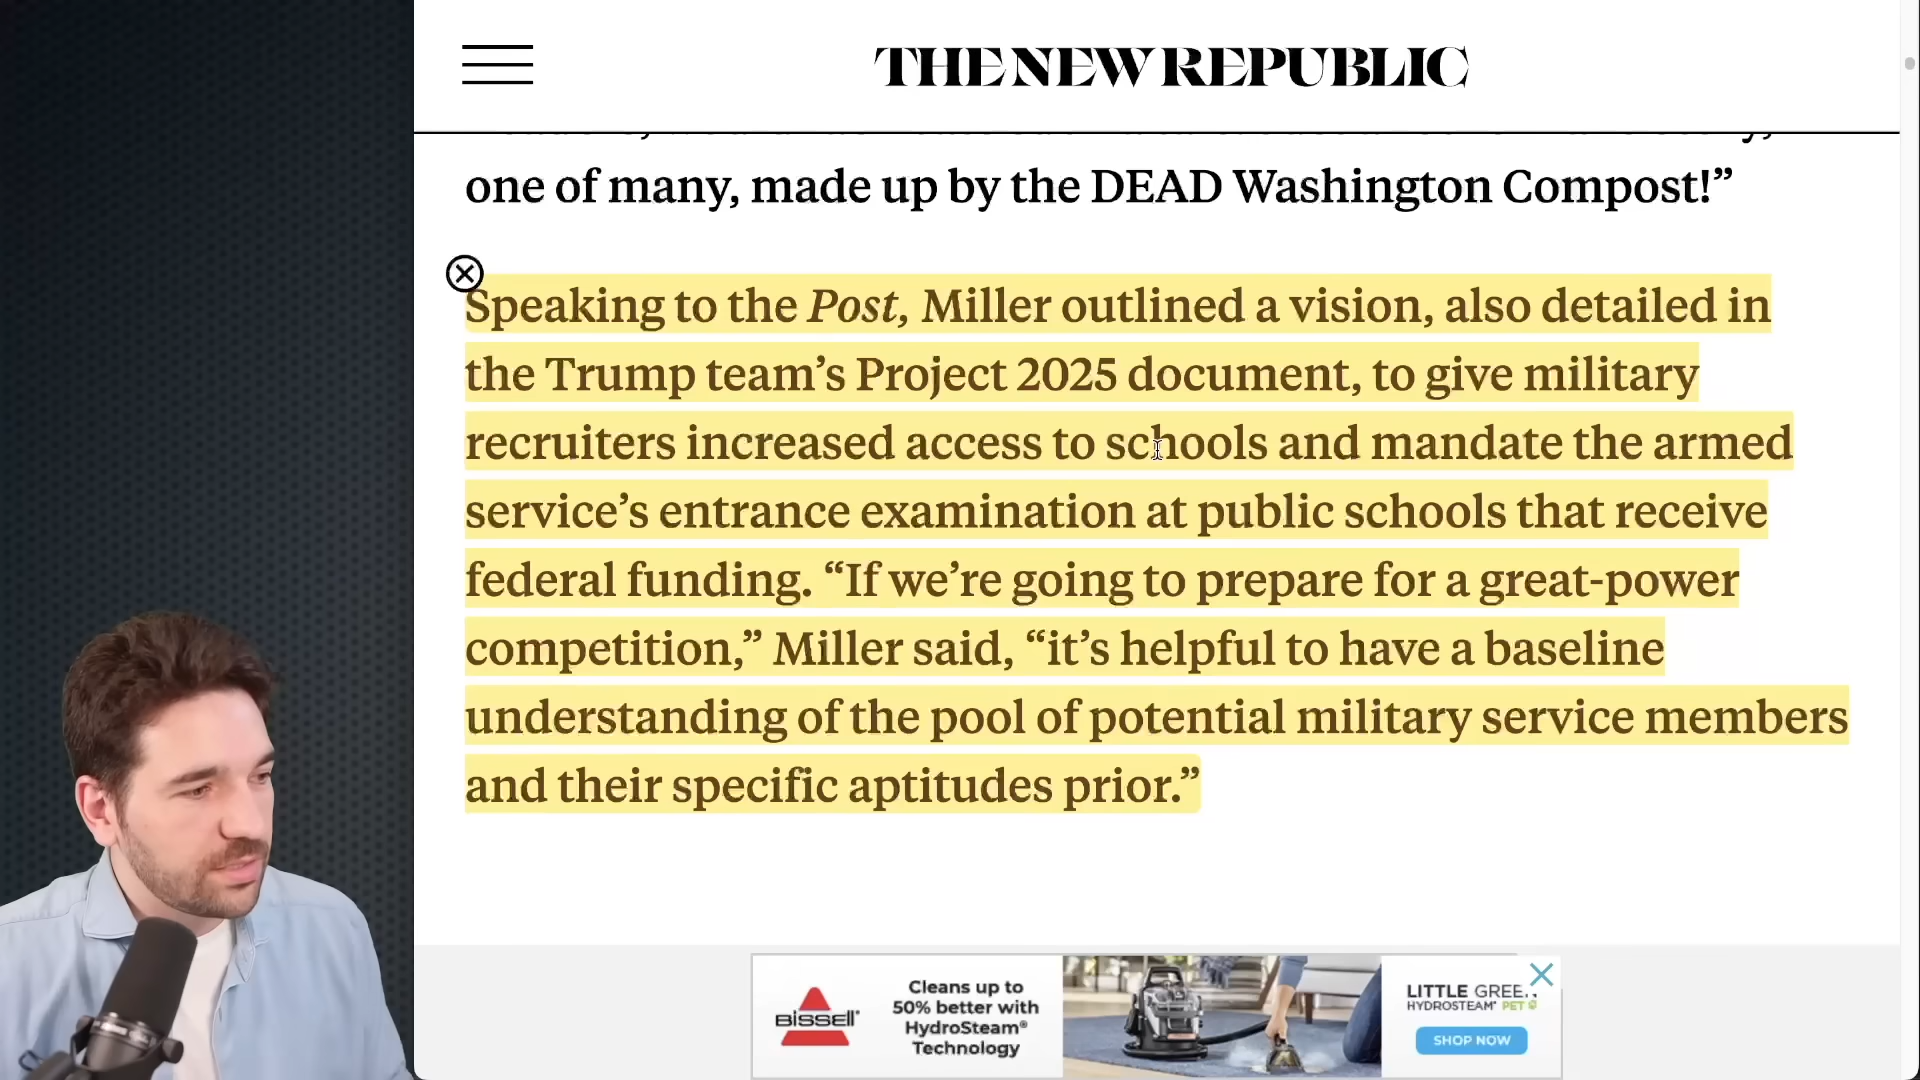 THE NEW REPUBLIC
one of many, made up by the DEAD Washington Compost!”
Speaking to the Post, Miller outlined a vision, also detailed in
the Trump team’s Project 2025 document, to give military
recruiters increased access to schools and mandate the armed
service’s entrance examination at public schools that receive
federal funding. “If we’re going to prepare for a great-power
competition,” Miller said, “it’s helpful to have a baseline
understanding of the pool of potential military service members
and their specific aptitudes prior.”
BISSELL®
Cleans up to
50% better with
HydroSteam®
Technology
LITTLE GREEN
HYDROSTEAM® PET
SHOP NOW